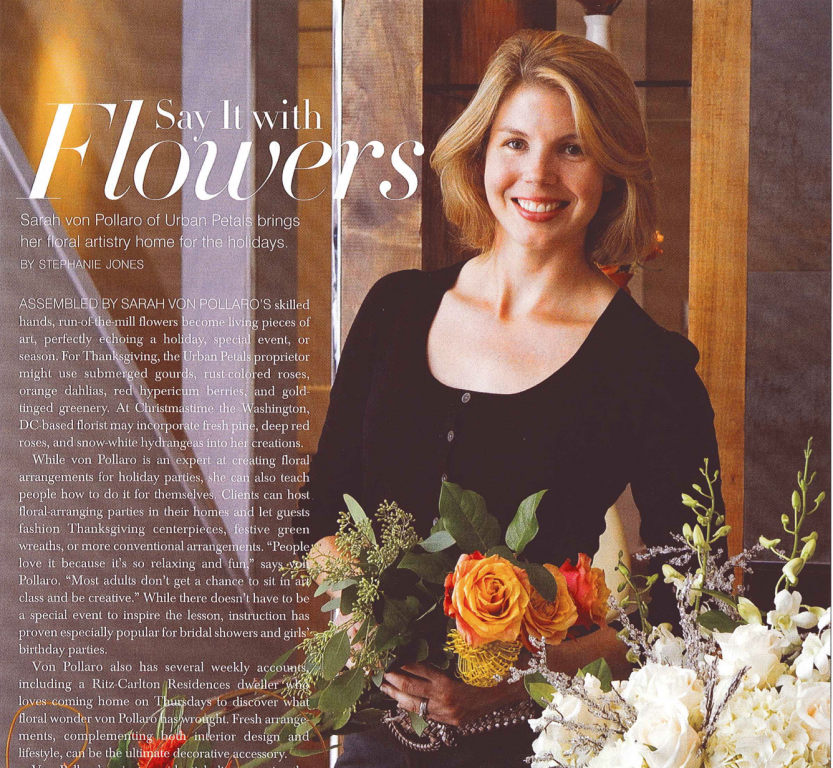 Say It with
Flowers
Sarah von Pollaro of Urban Petals brings
her floral artistry home for the holidays.
BY STEPHANIE JONES
ASSEMBLED BY SARAH VON POLLARO'S skilled
hands, run-of-the-mill flowers become living pieces of
art, perfectly echoing a holiday, special event, or
season. For Thanksgiving, the Urban Petals proprietor
might use submerged gourds, rust-colored roses,
orange dahlias, red hypericum berries, and gold-
tinged greenery. At Christmastime the Washington,
DC-based florist may incorporate fresh pine, deep red
roses, and snow-white hydrangeas into her creations.
While von Pollaro is an expert at creating floral
arrangements for holiday parties, she can also teach
people how to do it for themselves. Clients can host
floral-arranging parties in their homes and let guests
fashion Thanksgiving centerpieces, festive green
wreaths, or more conventional arrangements. “People
love it because it's so relaxing and fun,” says von
Pollaro. “Most adults don't get a chance to sit in art
class and be creative.” While there doesn't have to be
a special event to inspire the lesson, instruction has
proven especially popular for bridal showers and girls'
birthday parties.
Von Pollaro also has several weekly accounts,
including a Ritz-Carlton Residences dweller who
loves coming home on Thursdays to discover what
floral wonder von Pollaro has wrought. Fresh arrange-
ments, complementing both interior design and
lifestyle, can be the ultimate decorative accessory.